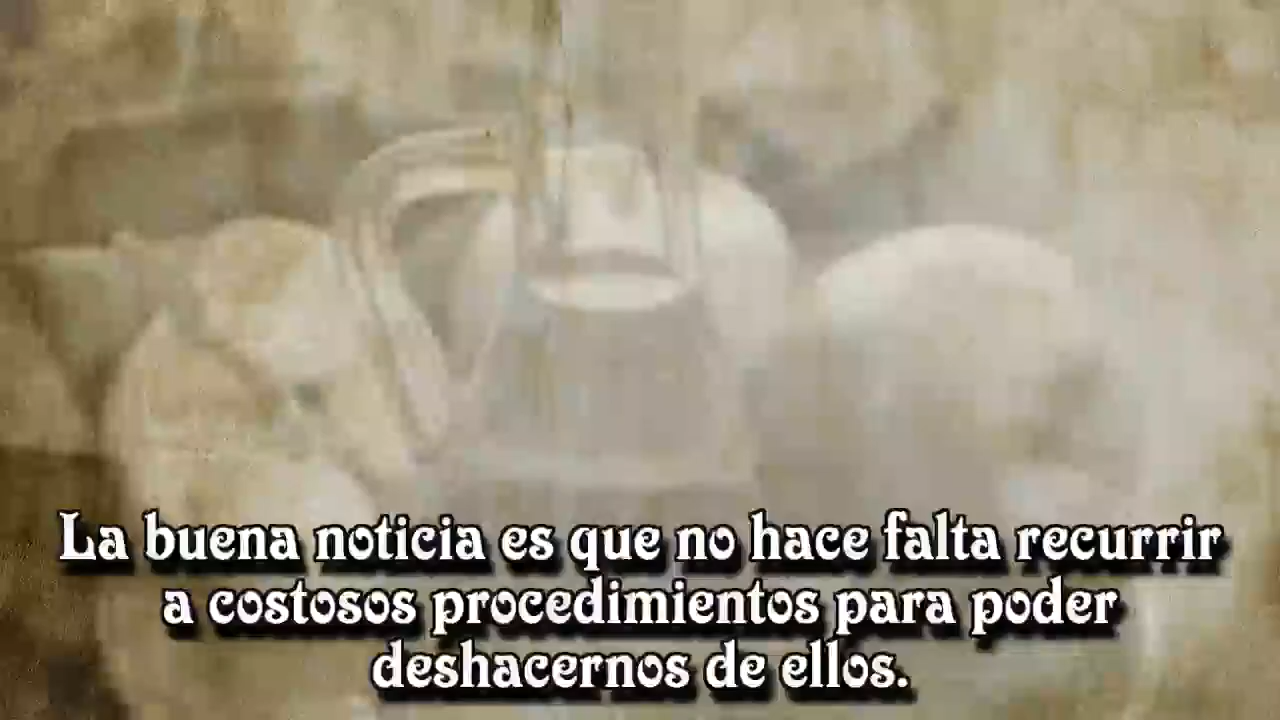 La buena noticia es que no hace falta recurrir
a costosos procedimientos para poder
deshacernos de ellos.